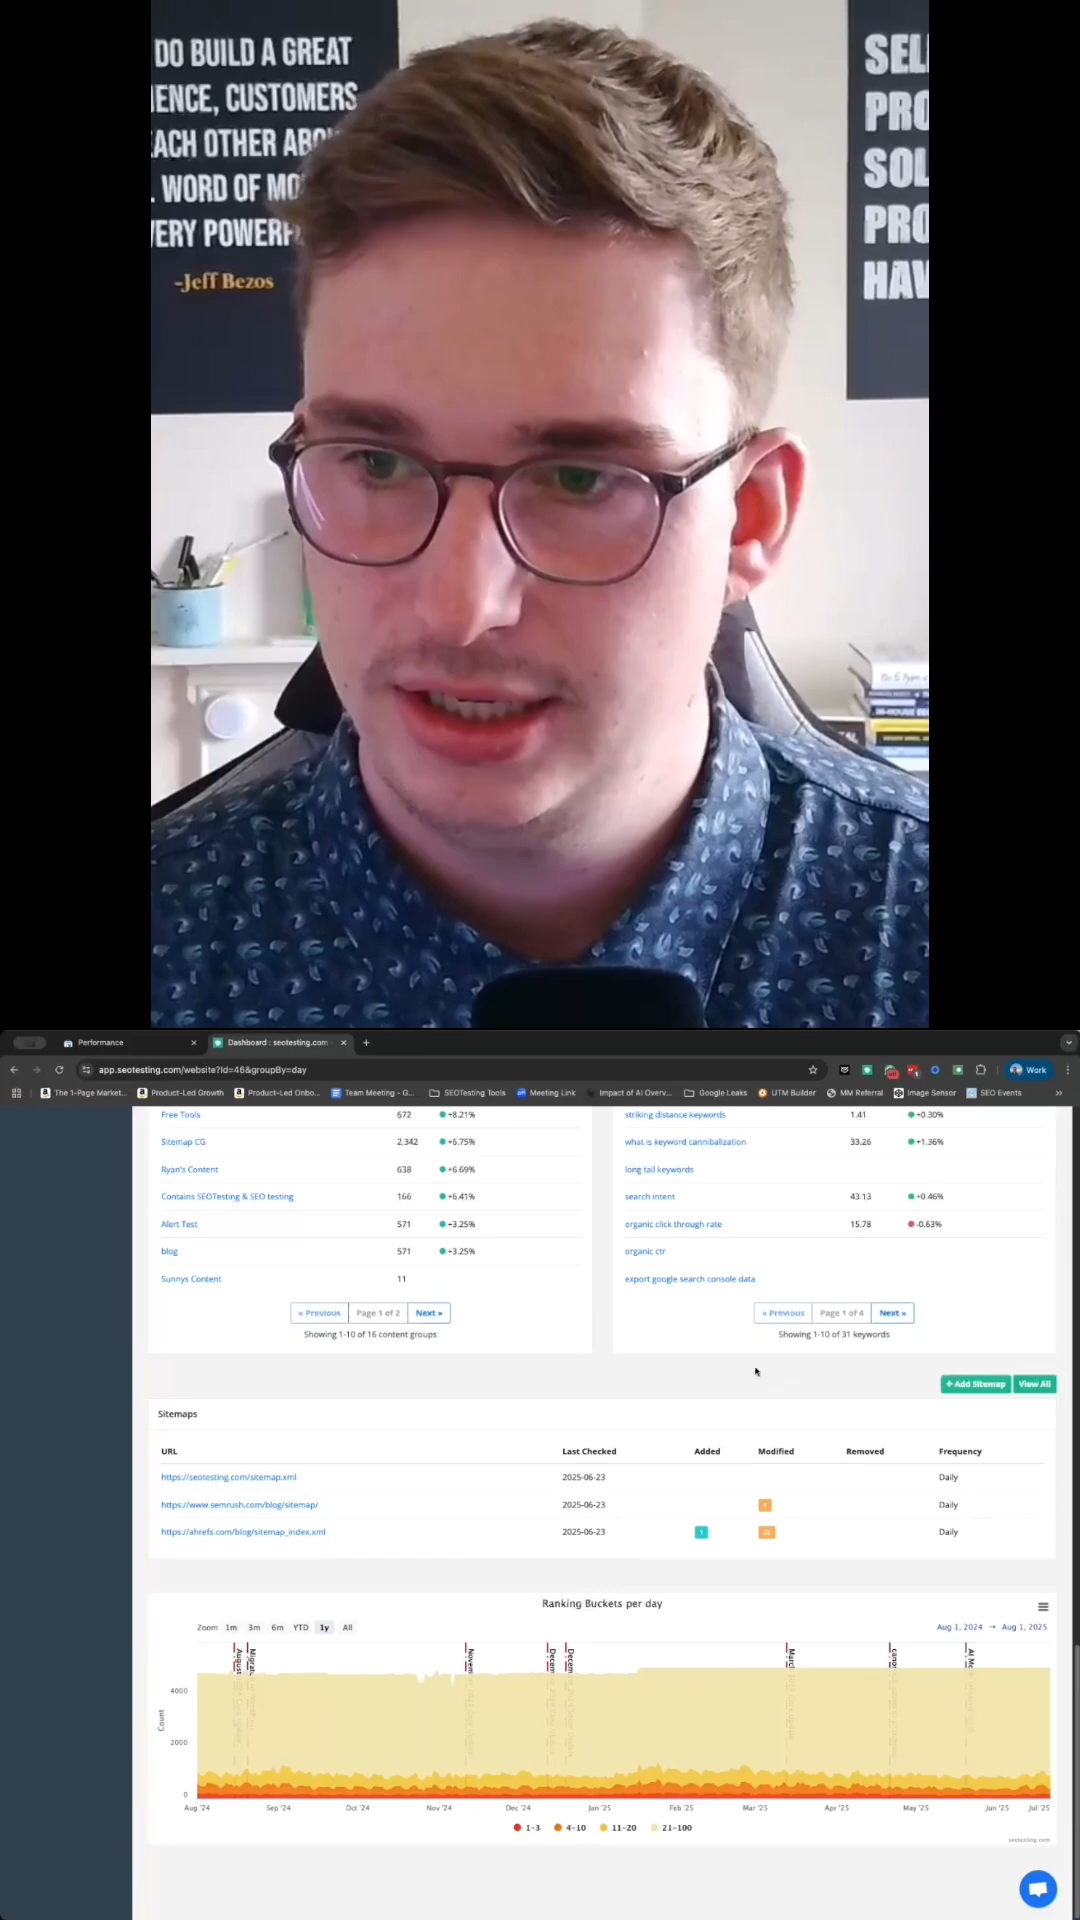 DO BUILD A GREAT
IENCE, CUSTOMERS
EACH OTHER ABO
WORD OF MO
VERY POWERF
-Jeff Bezos
SEL
PRO
SOL
PRO
HAV
Performance
Dashboard : seotesting.com
app.seotesting.com/website?Id=46&groupBy=day
Work
The 1-Page Market...
Product-Led Growth
Product-Led Onbo...
Team Meeting - G...
SEOTesting Tools
Meeting Link
Impact of AI Overv...
Google Leaks
UTM Builder
MM Referral
Image Sensor
SEO Events
Free Tools 672 +8.21%
Sitemap CG 2,342 +6.75%
Ryan's Content 638 +6.69%
Contains SEOTesting & SEO testing 166 +6.41%
Alert Test 571 +3.25%
blog 571 +3.25%
Sunnys Content 11
« Previous Page 1 of 2 Next »
Showing 1-10 of 16 content groups
striking distance keywords 1.41 +0.30%
what is keyword cannibalization 33.26 +1.36%
long tail keywords
search intent 43.13 +0.46%
organic click through rate 15.78 -0.63%
organic ctr
export google search console data
« Previous Page 1 of 4 Next »
Showing 1-10 of 31 keywords
+ Add Sitemap View All
Sitemaps
URL Last Checked Added Modified Removed Frequency
https://seotesting.com/sitemap.xml 2025-06-23 Daily
https://www.semrush.com/blog/sitemap/ 2025-06-23 1 Daily
https://ahrefs.com/blog/sitemap_index.xml 2025-06-23 1 Daily
Ranking Buckets per day
Zoom 1m 3m 6m YTD 1y All
Aug 1, 2024 → Aug 1, 2025
August
Migrat
Novem
Decem
Decem
March
AI Mo
Count
4000
2000
0
Aug '24 Sep '24 Oct '24 Nov '24 Dec '24 Jan '25 Feb '25 Mar '25 Apr '25 May '25 Jun '25 Jul '25
1-3 4-10 11-20 21-100
seotesting.com